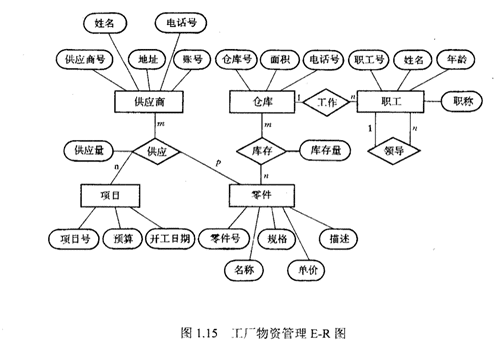 姓名 电话号
供应商号 地址 账号 仓库号 面积 电话号 职工号 姓名 年龄
供应商 仓库 1 工作 n 职工 职称
m m 1 n
供应量 供应 库存 库存量 领导
n p n
项目 零件
项目号 预算 开工日期 零件号 规格 描述
名称 单价
图 1.15 工厂物资管理 E-R 图